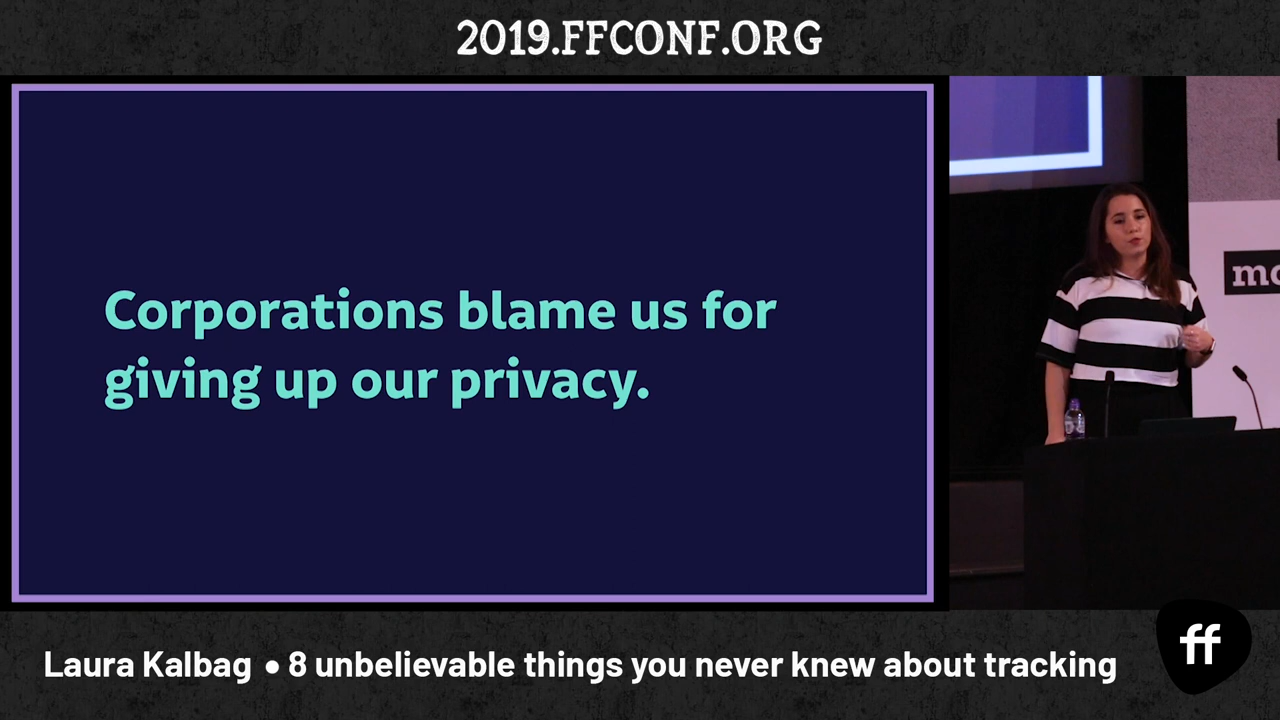 2019.FFCONF.ORG
Corporations blame us for
giving up our privacy.
Laura Kalbag • 8 unbelievable things you never knew about tracking
ff